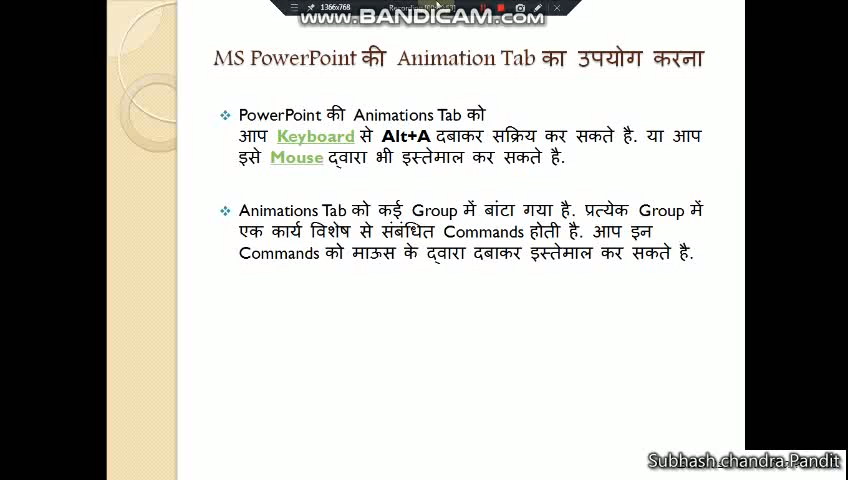 1366x768
www.BANDICAM.com
MS PowerPoint की Animation Tab का उपयोग करना
PowerPoint की Animations Tab को
आप Keyboard से Alt+A दबाकर सक्रिय कर सकते है. या आप
इसे Mouse द्वारा भी इस्तेमाल कर सकते है.
Animations Tab को कई Group में बांटा गया है. प्रत्येक Group में
एक कार्य विशेष से संबंधित Commands होती है. आप इन
Commands को माऊस के द्वारा दबाकर इस्तेमाल कर सकते है.
Subhash chandra Pandit